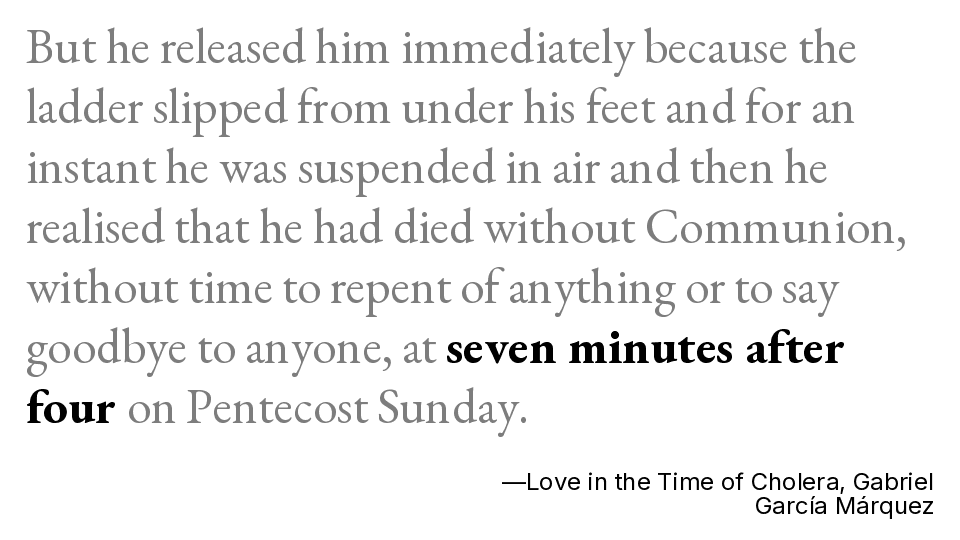 But he released him immediately because the
ladder slipped from under his feet and for an
instant he was suspended in air and then he
realised that he had died without Communion,
without time to repent of anything or to say
goodbye to anyone, at seven minutes after
four on Pentecost Sunday.
—Love in the Time of Cholera, Gabriel
García Márquez